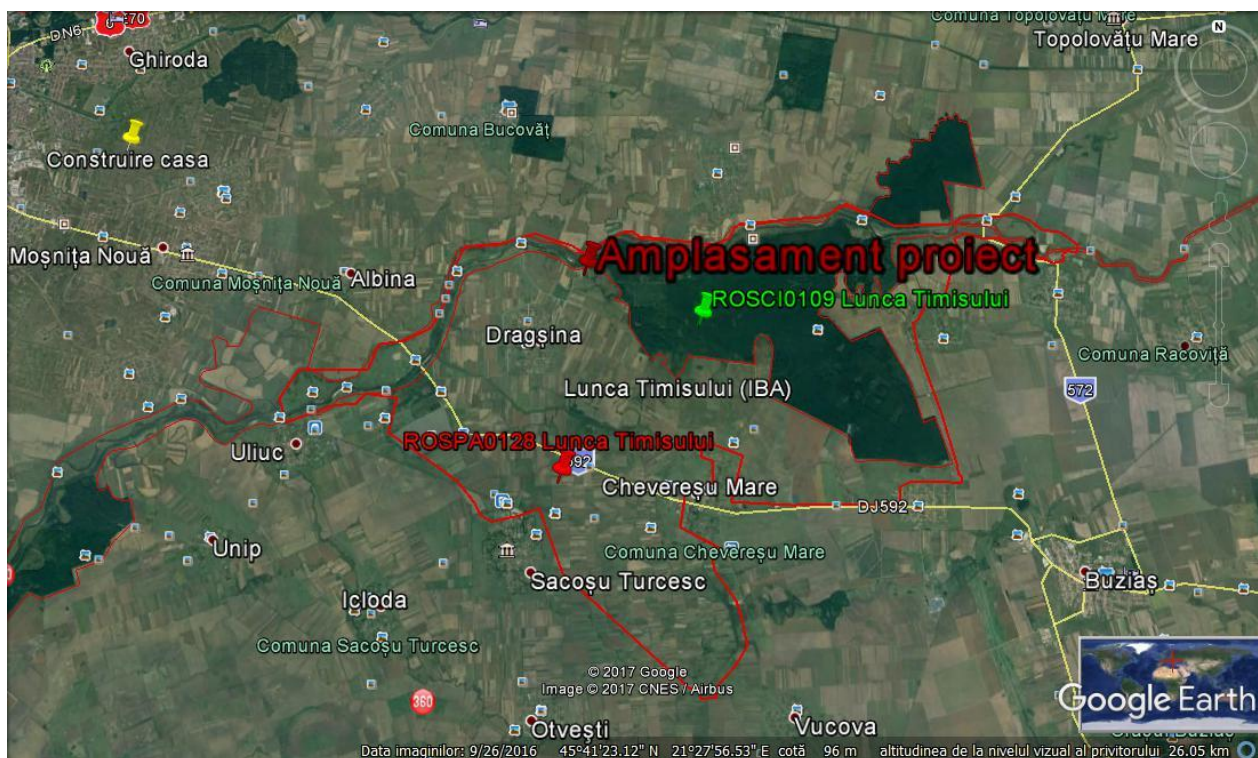 DN6
E70
Ghiroda
Comuna Topolovățu Mare
Topolovățu Mare
N
Comuna Bucovăț
Construire casa
Moșnița Nouă
Comuna Moșnița Nouă
Albina
Amplasament proiect
ROSCI0109 Lunca Timisului
Dragșina
Comuna Racoviță
Lunca Timisului (IBA)
572
Uliuc
ROSPA0128 Lunca Timisului
592
Chevereșu Mare
DJ592
Unip
Comuna Chevereșu Mare
Sacoșu Turcesc
Buziaș
Icloda
Comuna Sacoșu Turcesc
© 2017 Google
Image © 2017 CNES / Airbus
360
Google Earth
Otvești
Vucova
Data imaginilor: 9/26/2016 45°41'23.12" N 21°27'56.53" E cotă 96 m altitudinea de la nivelul vizual al privitorului 26.05 km